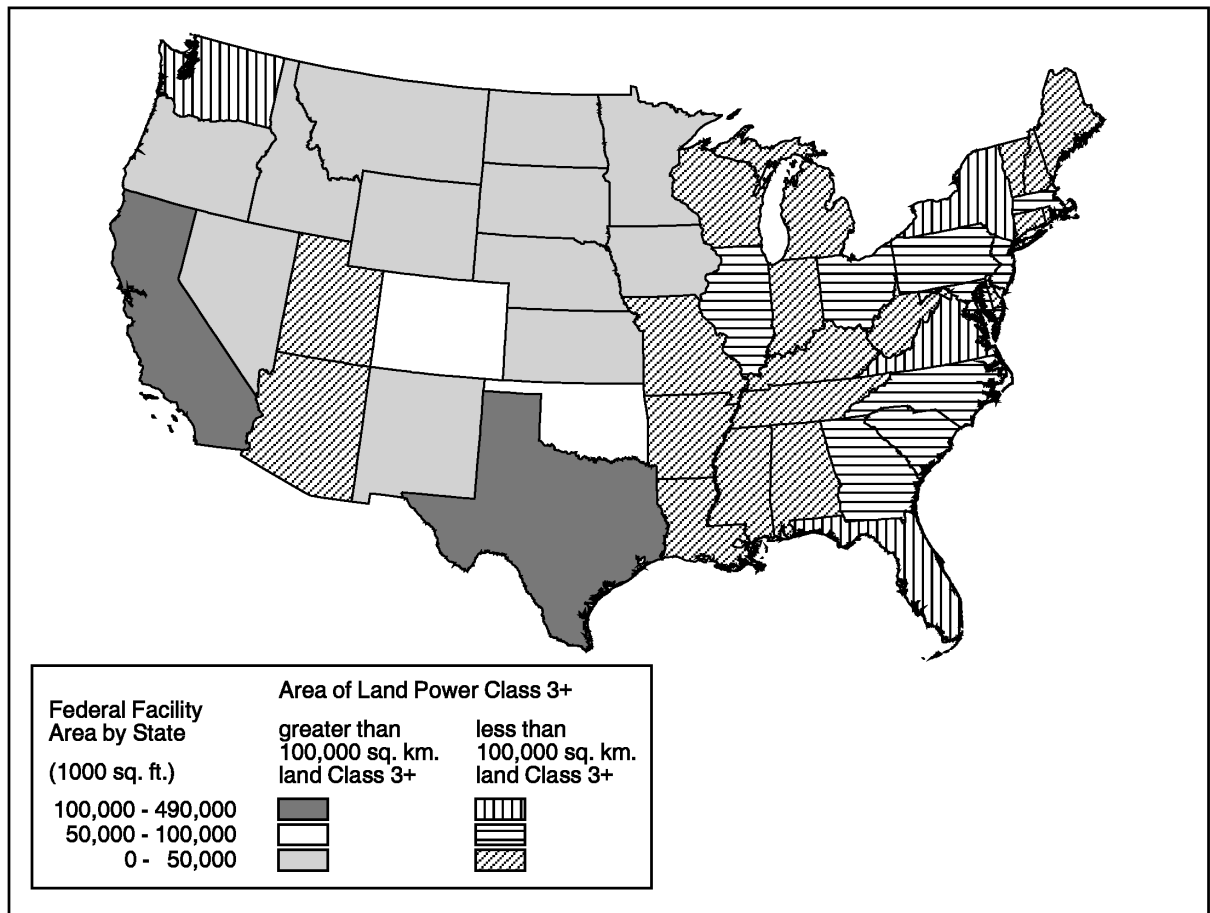 Area of Land Power Class 3+
Federal Facility
Area by State
(1000 sq. ft.)
greater than
100,000 sq. km.
land Class 3+
less than
100,000 sq. km.
land Class 3+
100,000 - 490,000
50,000 - 100,000
0 - 50,000